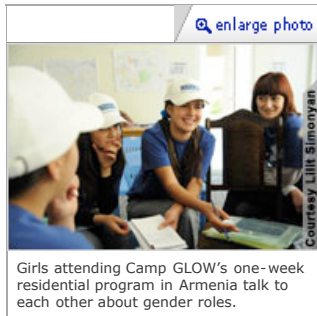 enlarge photo
Courtesy Lilit Simonyan
Girls attending Camp GLOW's one-week
residential program in Armenia talk to
each other about gender roles.